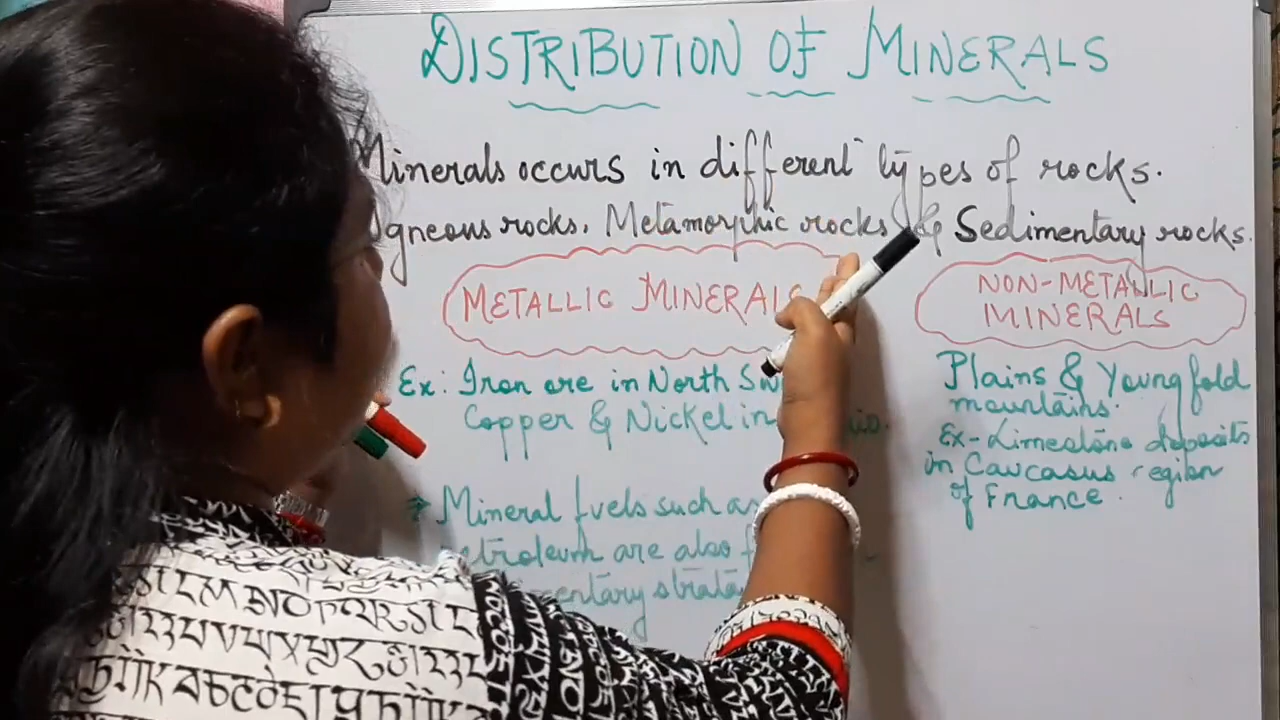 DISTRIBUTION OF MINERALS
Minerals occurs in different types of rocks.
Igneous rocks, Metamorphic rocks & Sedimentary rocks.
METALLIC MINERALS
Ex: Iron ore in North
Copper & Nickel in
→ Mineral fuels such as
are also
strata
NON-METALLIC
MINERALS
Plains & Young fold
mountains.
Ex- Limestone deposits
in Caucasus region
of France.